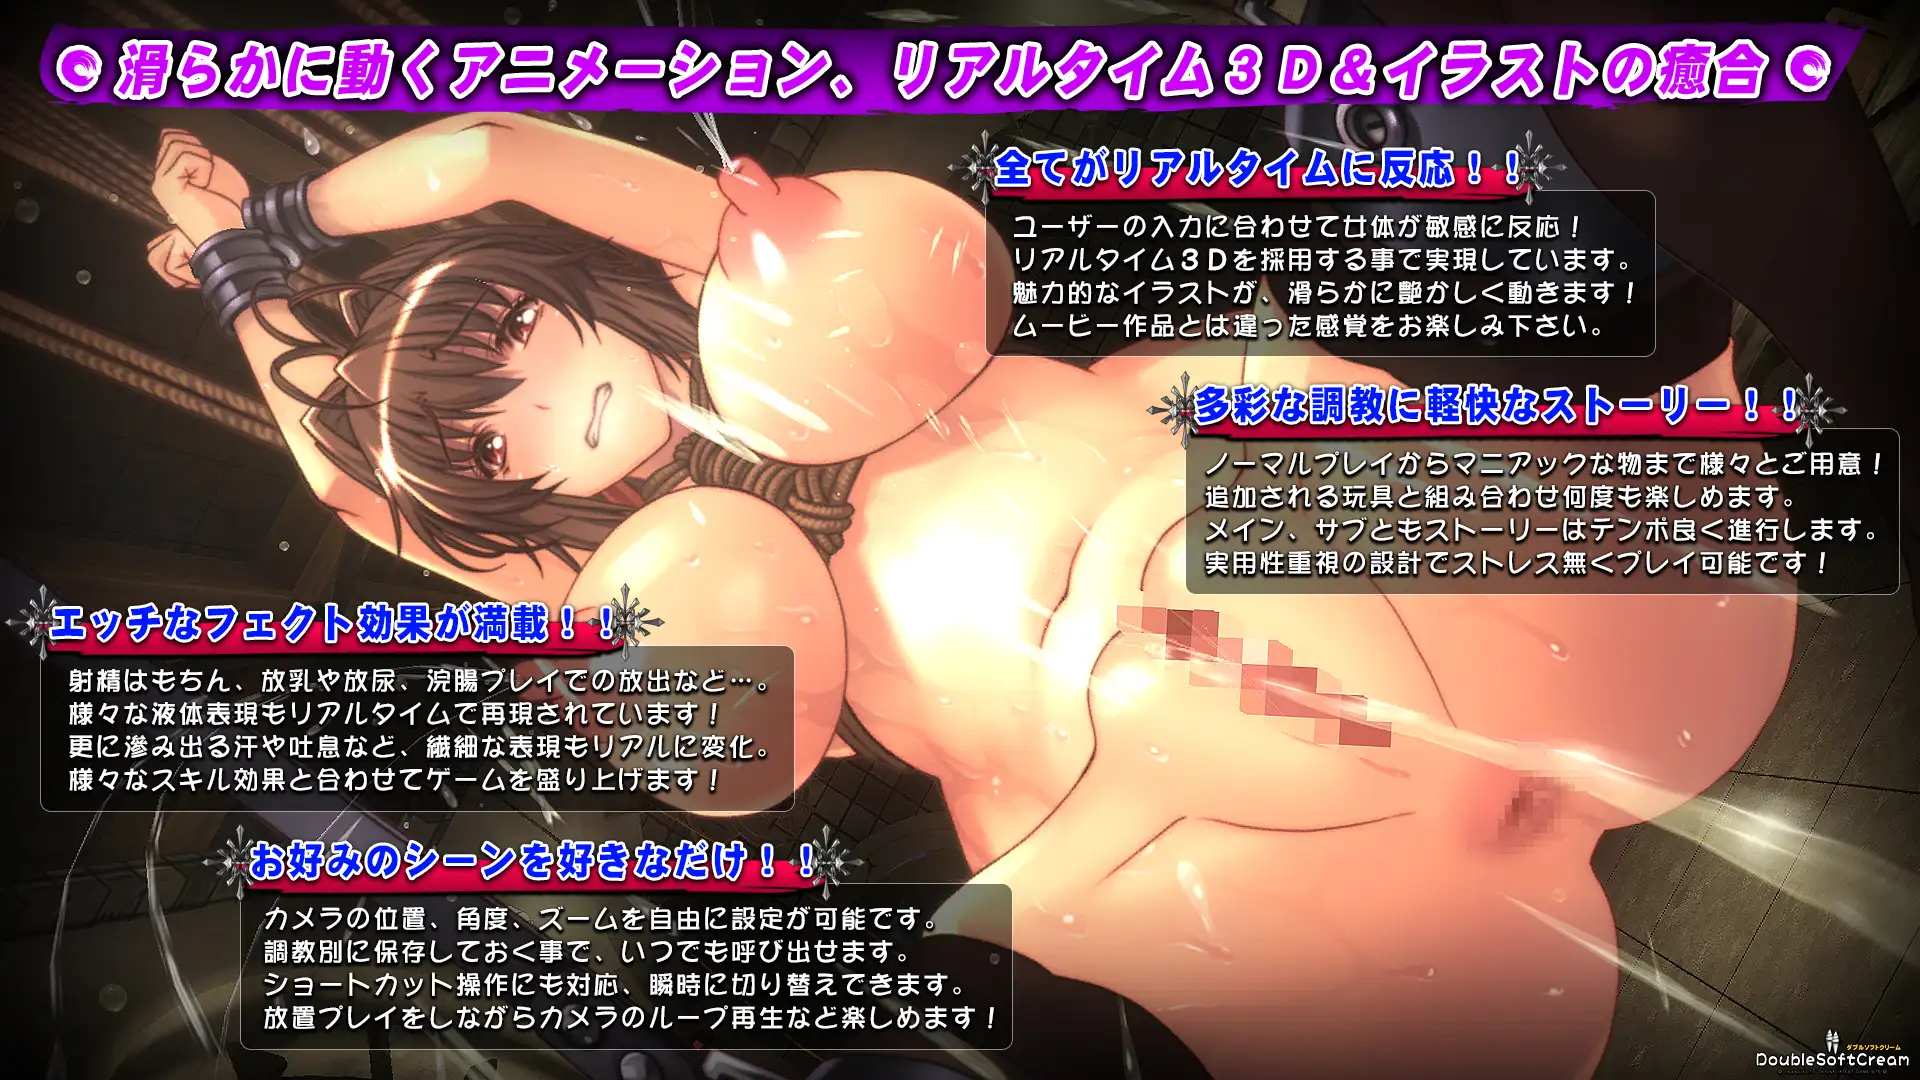 滑らかに動くアニメーション、リアルタイム3D&イラストの癒合
全てがリアルタイムに反応!!
ユーザーの入力に合わせて女体が敏感に反応!
リアルタイム3Dを採用する事で実現しています。
魅力的なイラストが、滑らかに艶かしく動きます!
ムービー作品とは違った感覚をお楽しみ下さい。
多彩な調教に軽快なストーリー!!
ノーマルプレイからマニアックな物まで様々とご用意!
追加される玩具と組み合わせ何度も楽しめます。
メイン、サブともストーリーはテンポ良く進行します。
実用性重視の設計でストレス無くプレイ可能です!
エッチなフェクト効果が満載!!
射精はもちん、放乳や放尿、浣腸プレイでの放出など…。
様々な液体表現もリアルタイムで再現されています!
更に滲み出る汗や吐息など、繊細な表現もリアルに変化。
様々なスキル効果と合わせてゲームを盛り上げます!
お好みのシーンを好きなだけ!!
カメラの位置、角度、ズームを自由に設定が可能です。
調教別に保存しておく事で、いつでも呼び出せます。
ショートカット操作にも対応、瞬時に切り替えできます。
放置プレイをしながらカメラのループ再生など楽しめます!
ダブルソフトクリーム
DoubleSoftCream